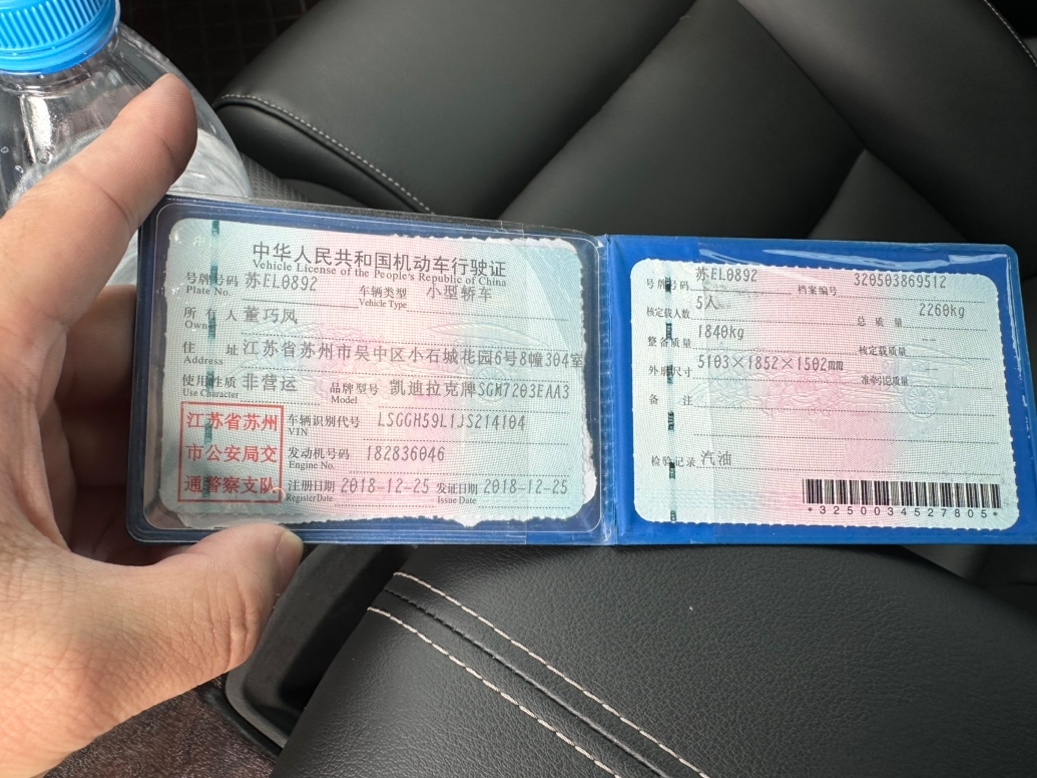 中华人民共和国机动车行驶证
Vehicle License of the People's Republic of China
号牌号码 苏EL0892 车辆类型 小型轿车
Plate No. Vehicle Type
所有人 董巧凤
Owner
住址 江苏省苏州市吴中区小石城花园6号8幢304室
Address
使用性质 非营运 品牌型号 凯迪拉克牌SGM7203EAA3
Use Character Model
江苏省苏州
市公安局交
通警察支队
车辆识别代号 LSGGH59L1JS214104
VIN
发动机号码 182836046
Engine No.
注册日期 2018-12-25 发证日期 2018-12-25
Register Date Issue Date
号牌号码 苏EL0892 档案编号 320503869512
核定载人数 5人 总质量 2260kg
整备质量 1840kg 核定载质量 --
外廓尺寸 5103×1852×1502mm 准牵引总质量 --
备注
检验记录 汽油
*3250034527805*